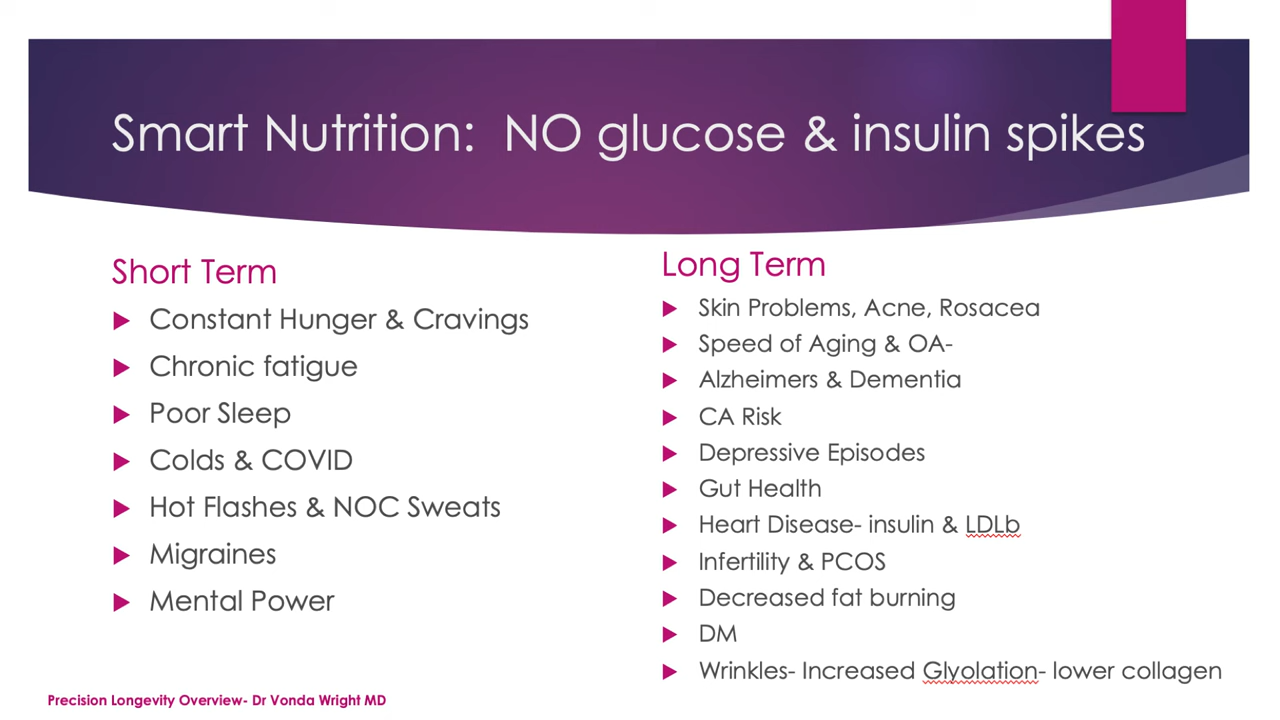 Smart Nutrition: NO glucose & insulin spikes
Short Term
Constant Hunger & Cravings
Chronic fatigue
Poor Sleep
Colds & COVID
Hot Flashes & NOC Sweats
Migraines
Mental Power
Long Term
Skin Problems, Acne, Rosacea
Speed of Aging & OA-
Alzheimers & Dementia
CA Risk
Depressive Episodes
Gut Health
Heart Disease- insulin & LDLb
Infertility & PCOS
Decreased fat burning
DM
Wrinkles- Increased Glyolation- lower collagen
Precision Longevity Overview- Dr Vonda Wright MD